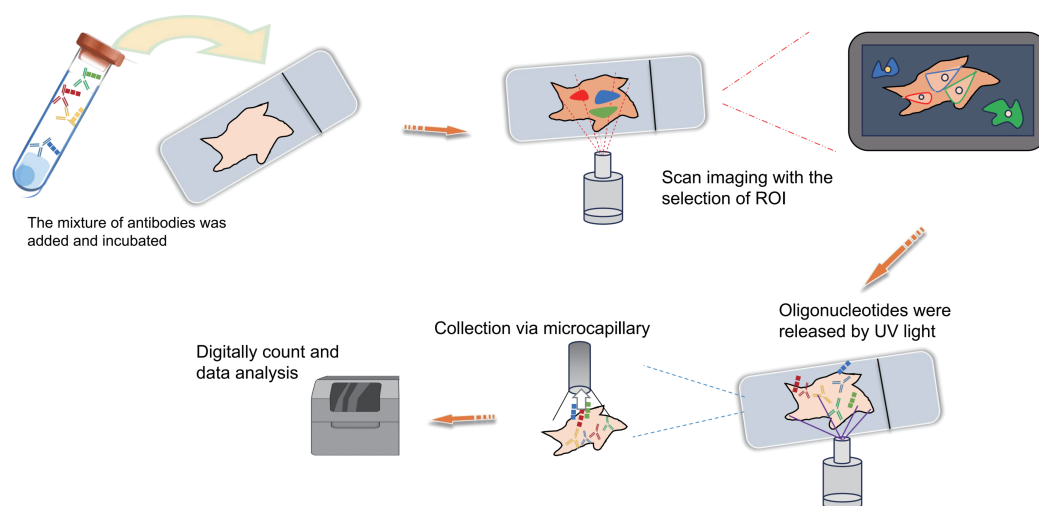 The mixture of antibodies was
added and incubated
Scan imaging with the
selection of ROI
Oligonucleotides were
released by UV light
Collection via microcapillary
Digitally count and
data analysis